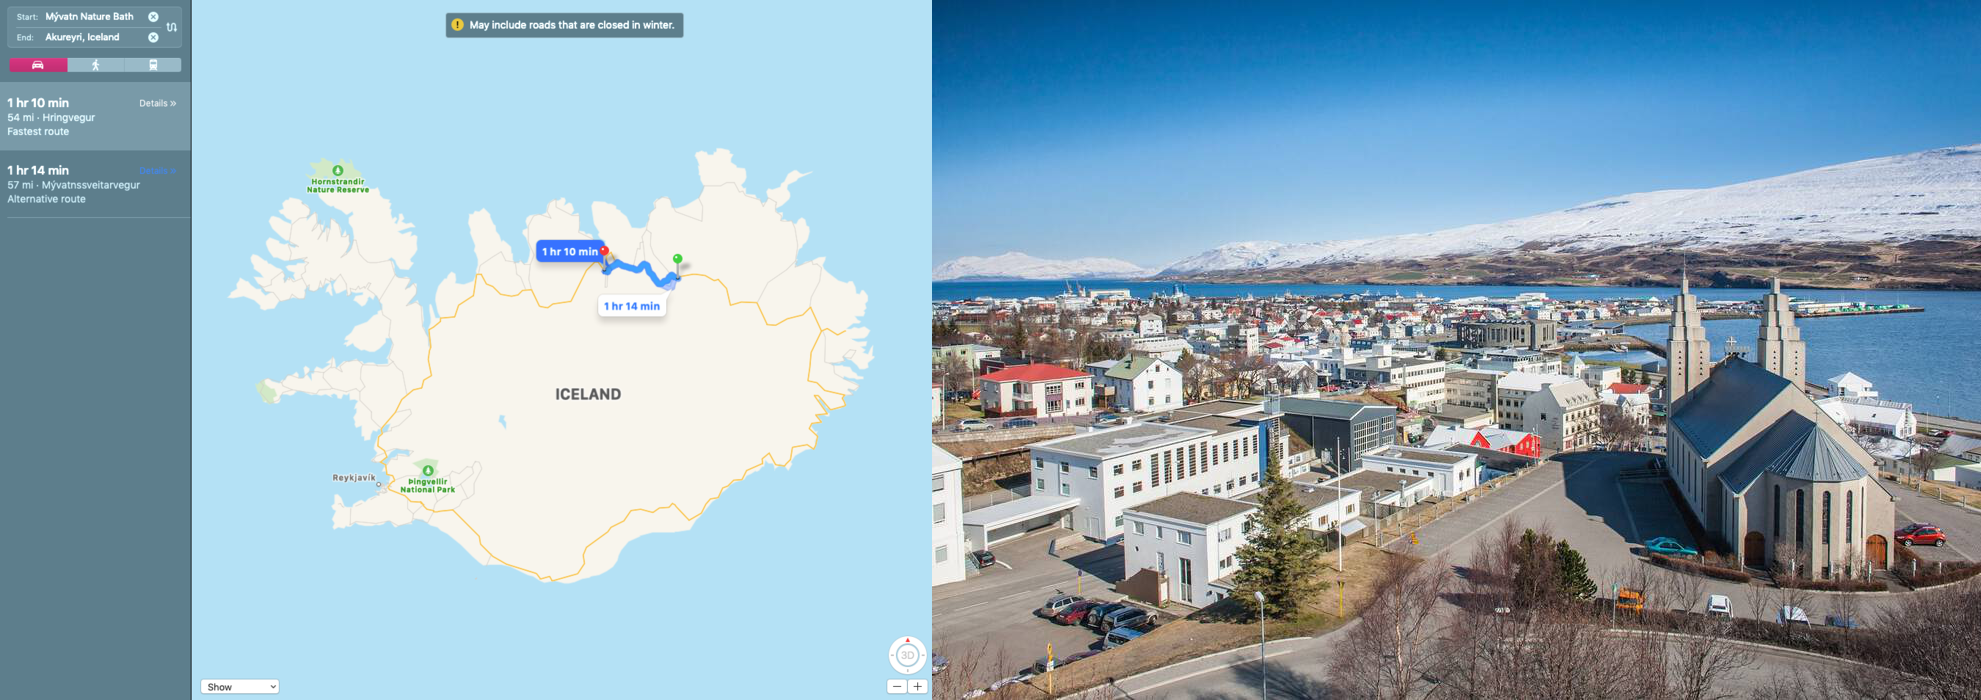 Start: Mývatn Nature Bath
End: Akureyri, Iceland
1 hr 10 min Details »
54 mi · Hringvegur
Fastest route
1 hr 14 min Details »
57 mi · Mývatnssveitarvegur
Alternative route
May include roads that are closed in winter.
Hornstrandir
Nature Reserve
1 hr 10 min
1 hr 14 min
ICELAND
Reykjavík
Þingvellir
National Park
3D
Show